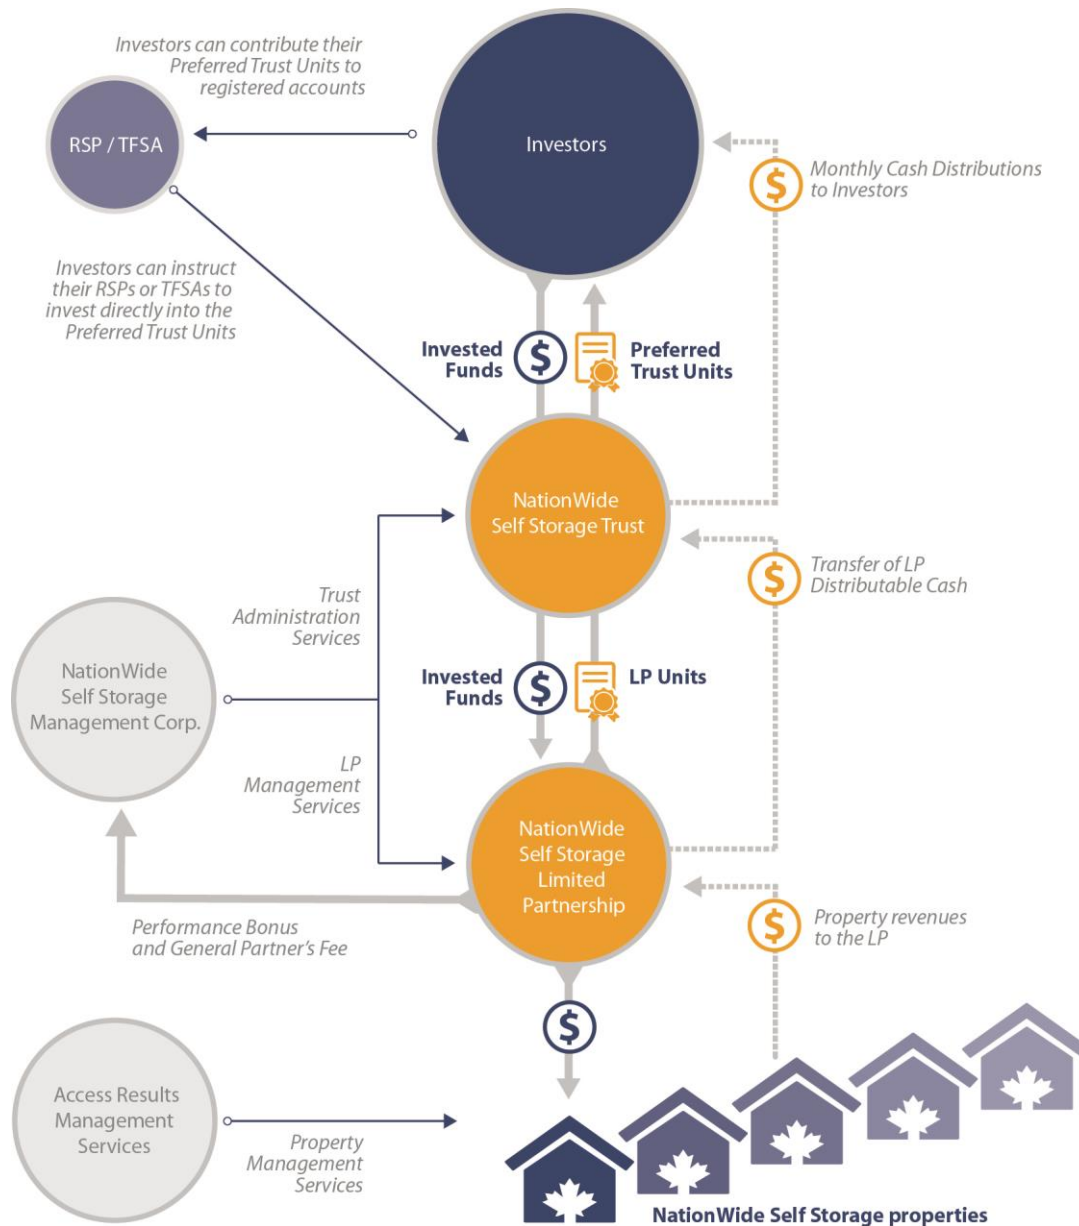 Investors can contribute their
Preferred Trust Units to
registered accounts
RSP / TFSA
Investors
Monthly Cash Distributions
to Investors
Investors can instruct
their RSPs or TFSAs to
invest directly into the
Preferred Trust Units
Invested
Funds
$
Preferred
Trust Units
$
NationWide
Self Storage Trust
Transfer of LP
Distributable Cash
$
Trust
Administration
Services
NationWide
Self Storage
Management Corp.
Invested
Funds
$
LP Units
LP
Management
Services
NationWide
Self Storage
Limited
Partnership
Performance Bonus
and General Partner's Fee
Property revenues
to the LP
$
$
Access Results
Management
Services
Property
Management
Services
NationWide Self Storage properties